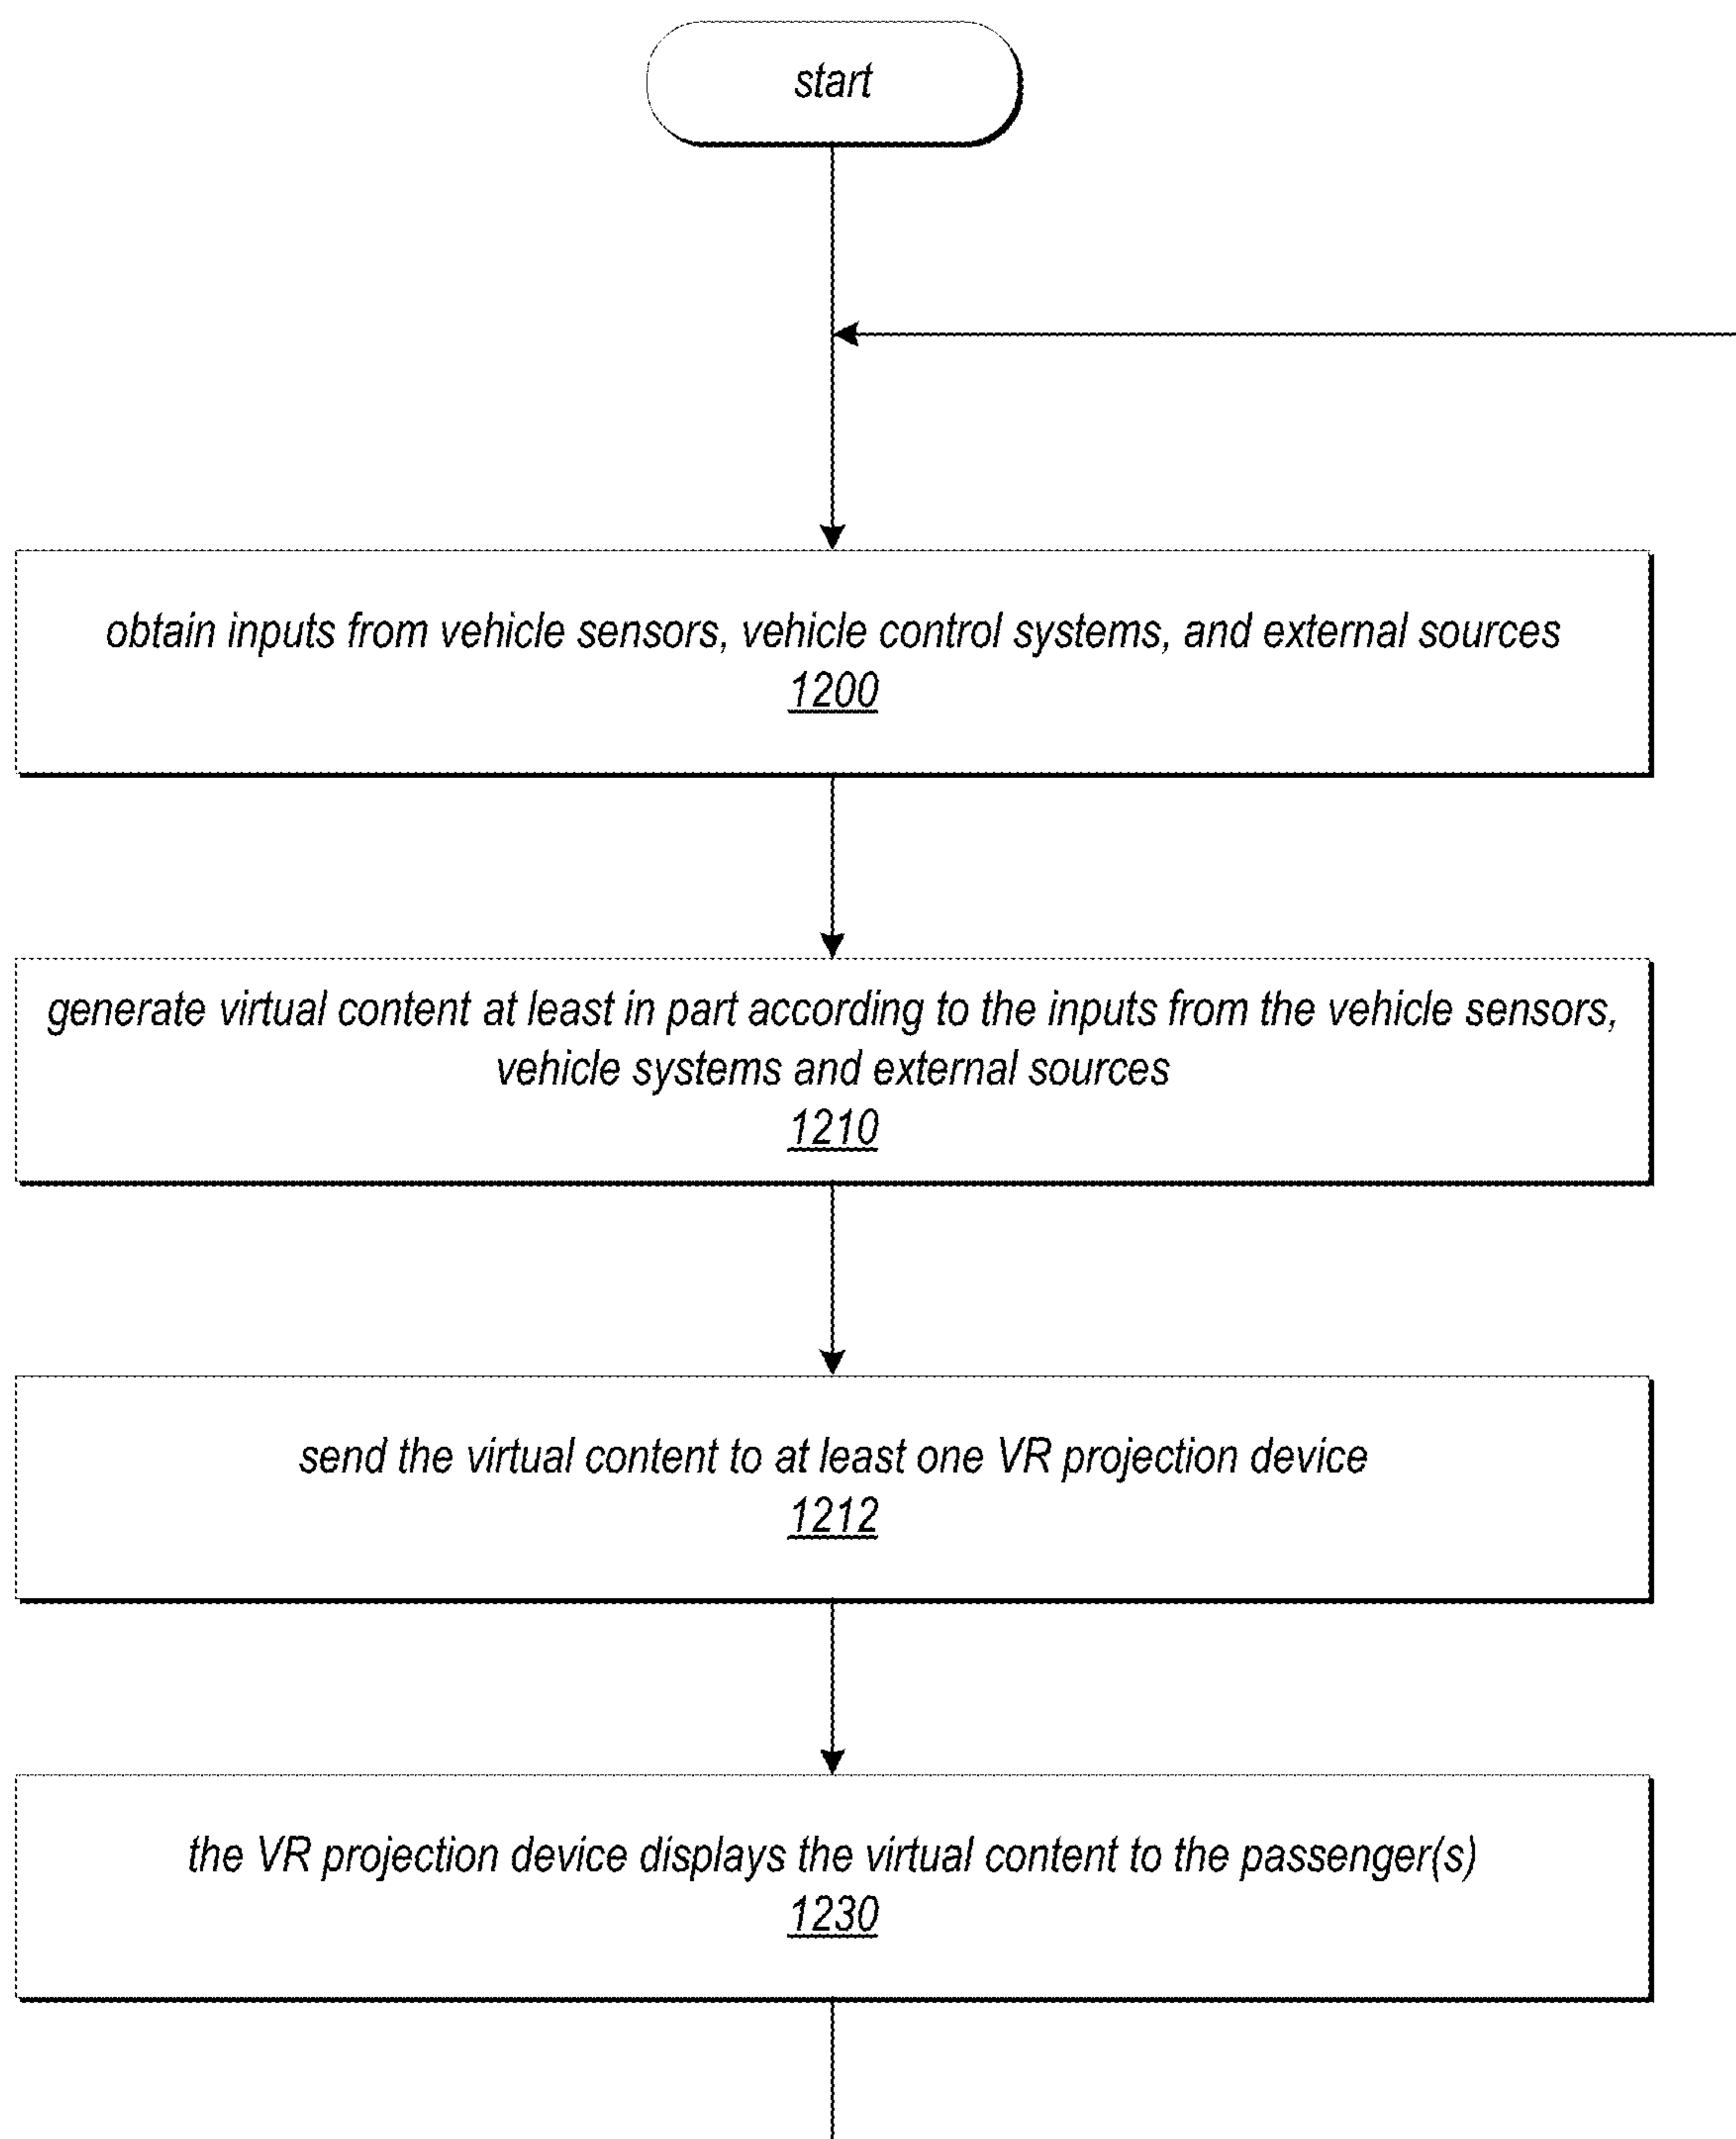 start
obtain inputs from vehicle sensors, vehicle control systems, and external sources
1200
generate virtual content at least in part according to the inputs from the vehicle sensors,
vehicle systems and external sources
1210
send the virtual content to at least one VR projection device
1212
the VR projection device displays the virtual content to the passenger(s)
1230